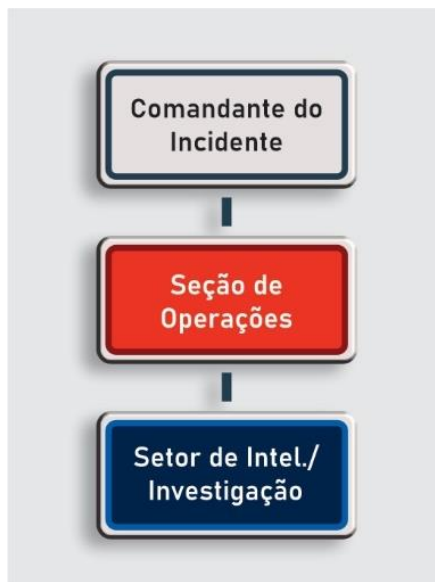 Comandante do
Incidente
Seção de
Operações
Setor de Intel./
Investigação